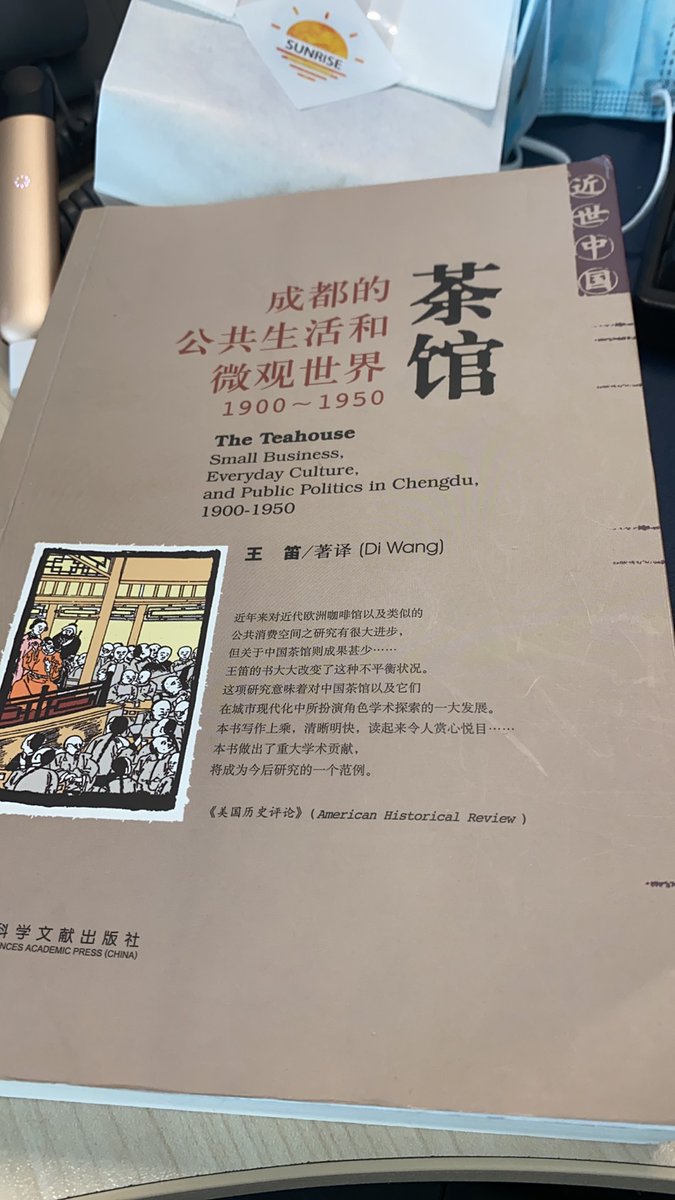 SUNRISE
近世中国
茶馆
成都的
公共生活和
微观世界
1900～1950
The Teahouse
Small Business,
Everyday Culture,
and Public Politics in Chengdu,
1900-1950
王 笛/著译 (Di Wang)
近年来对近代欧洲咖啡馆以及类似的
公共消费空间之研究有很大进步，
但关于中国茶馆则成果甚少……
王笛的书大大改变了这种不平衡状况。
这项研究意味着对中国茶馆以及它们
在城市现代化中所扮演角色学术探索的一大发展。
本书写作上乘，清晰明快，读起来令人赏心悦目……
本书做出了重大学术贡献，
将成为今后研究的一个范例。
《美国历史评论》(American Historical Review)
科学文献出版社
NCES ACADEMIC PRESS (CHINA)